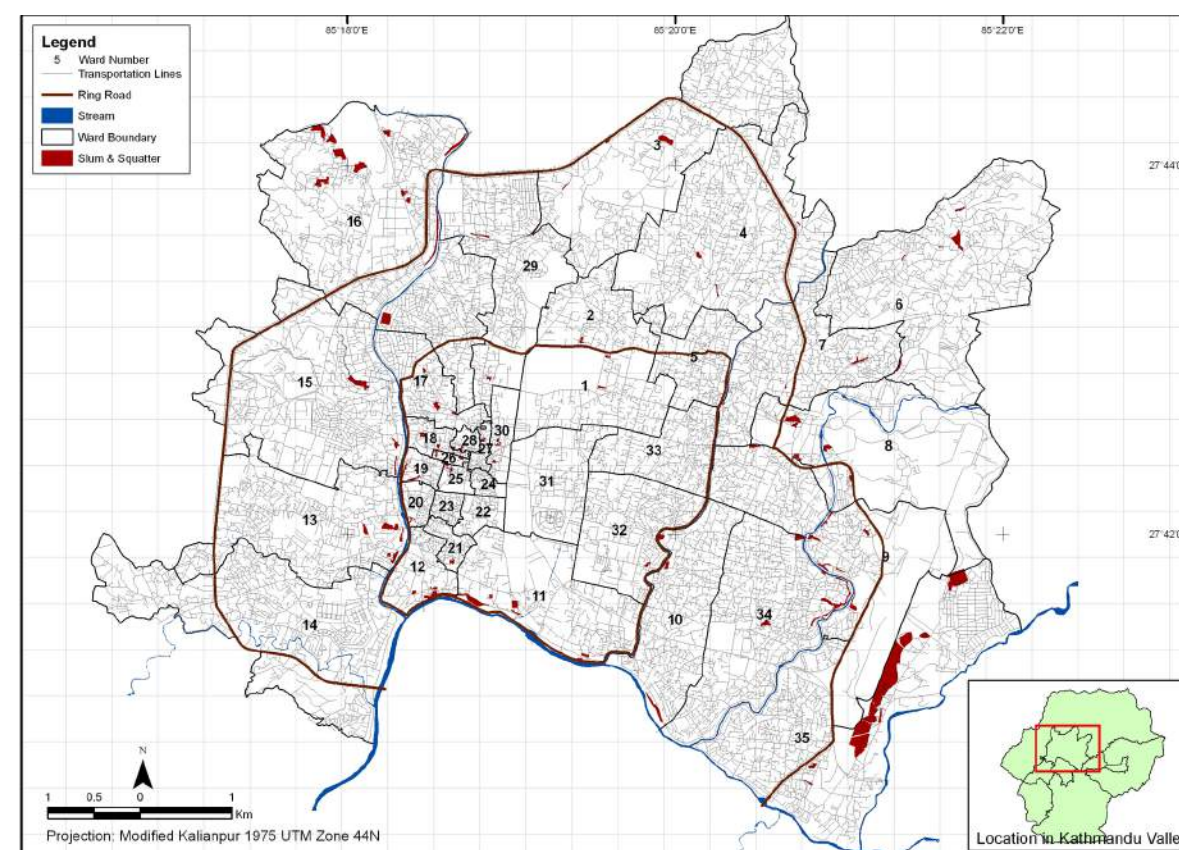 85°18'0"E
85°20'0"E
85°22'0"E
Legend
5 Ward Number
Transportation Lines
Ring Road
Stream
Ward Boundary
Slum & Squatter
3
27°44'0
16
4
29
6
2
7
5
15
17
1
30
8
18
28
27
33
26
19
25
24
31
20
23
22
13
32
27°42'0
21
9
12
11
14
10
34
35
N
1 0.5 0 1
Km
Projection: Modified Kalianpur 1975 UTM Zone 44N
Location in Kathmandu Valle